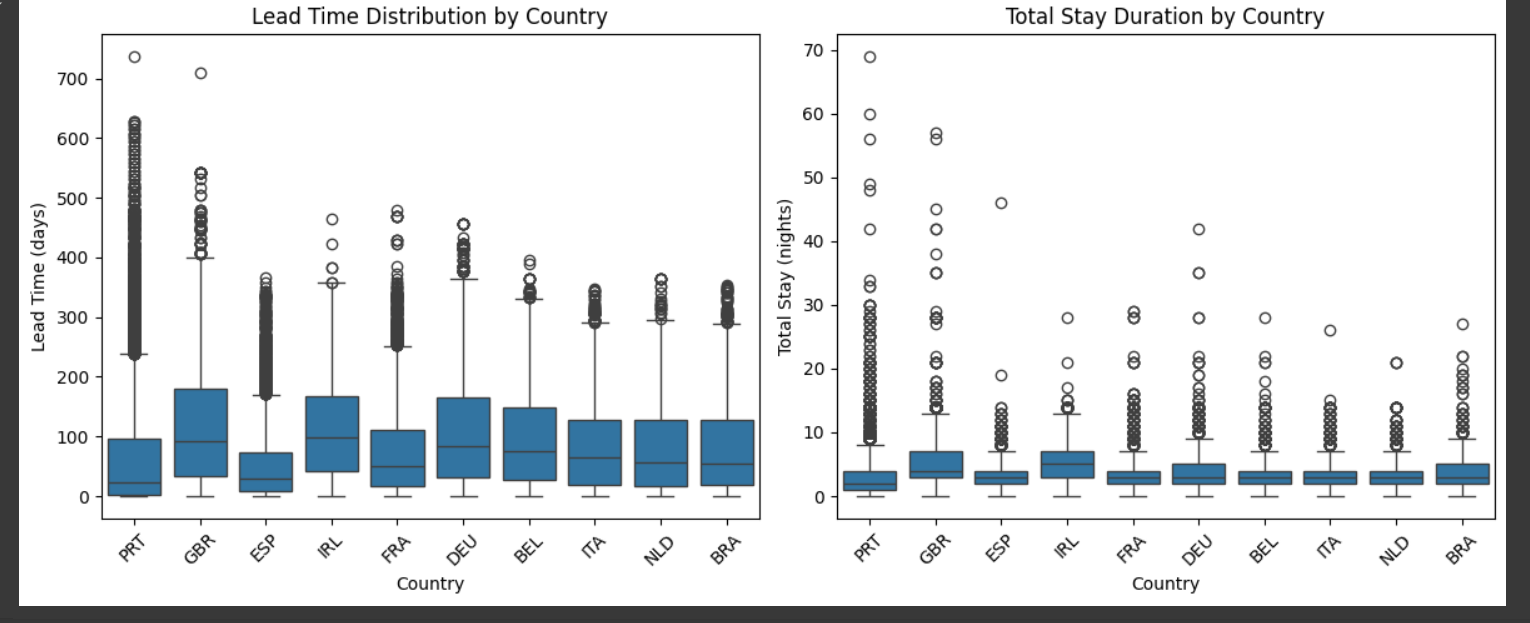 Lead Time Distribution by Country
Lead Time (days)
700
600
500
400
300
200
100
0
PRT GBR ESP IRL FRA DEU BEL ITA NLD BRA
Country
Total Stay Duration by Country
Total Stay (nights)
70
60
50
40
30
20
10
0
PRT GBR ESP IRL FRA DEU BEL ITA NLD BRA
Country